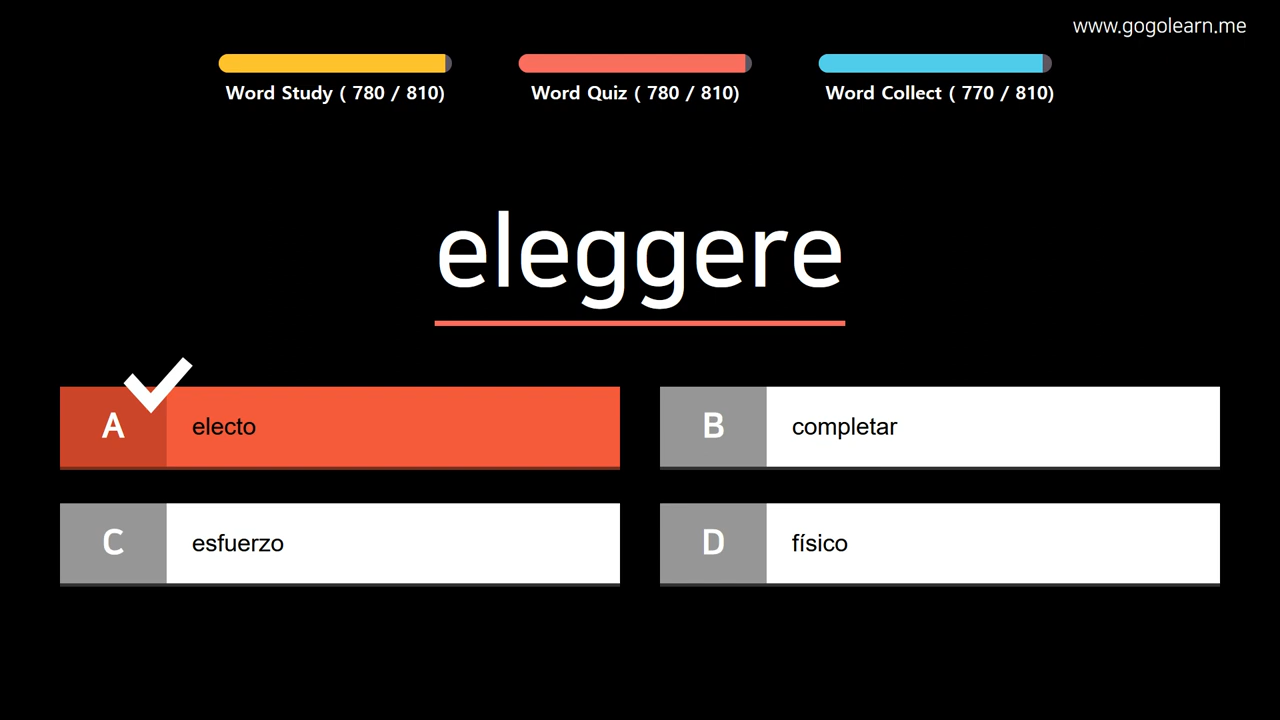 www.gogolearn.me
Word Study ( 780 / 810)
Word Quiz ( 780 / 810)
Word Collect ( 770 / 810)
eleggere
A electo
B completar
C esfuerzo
D físico